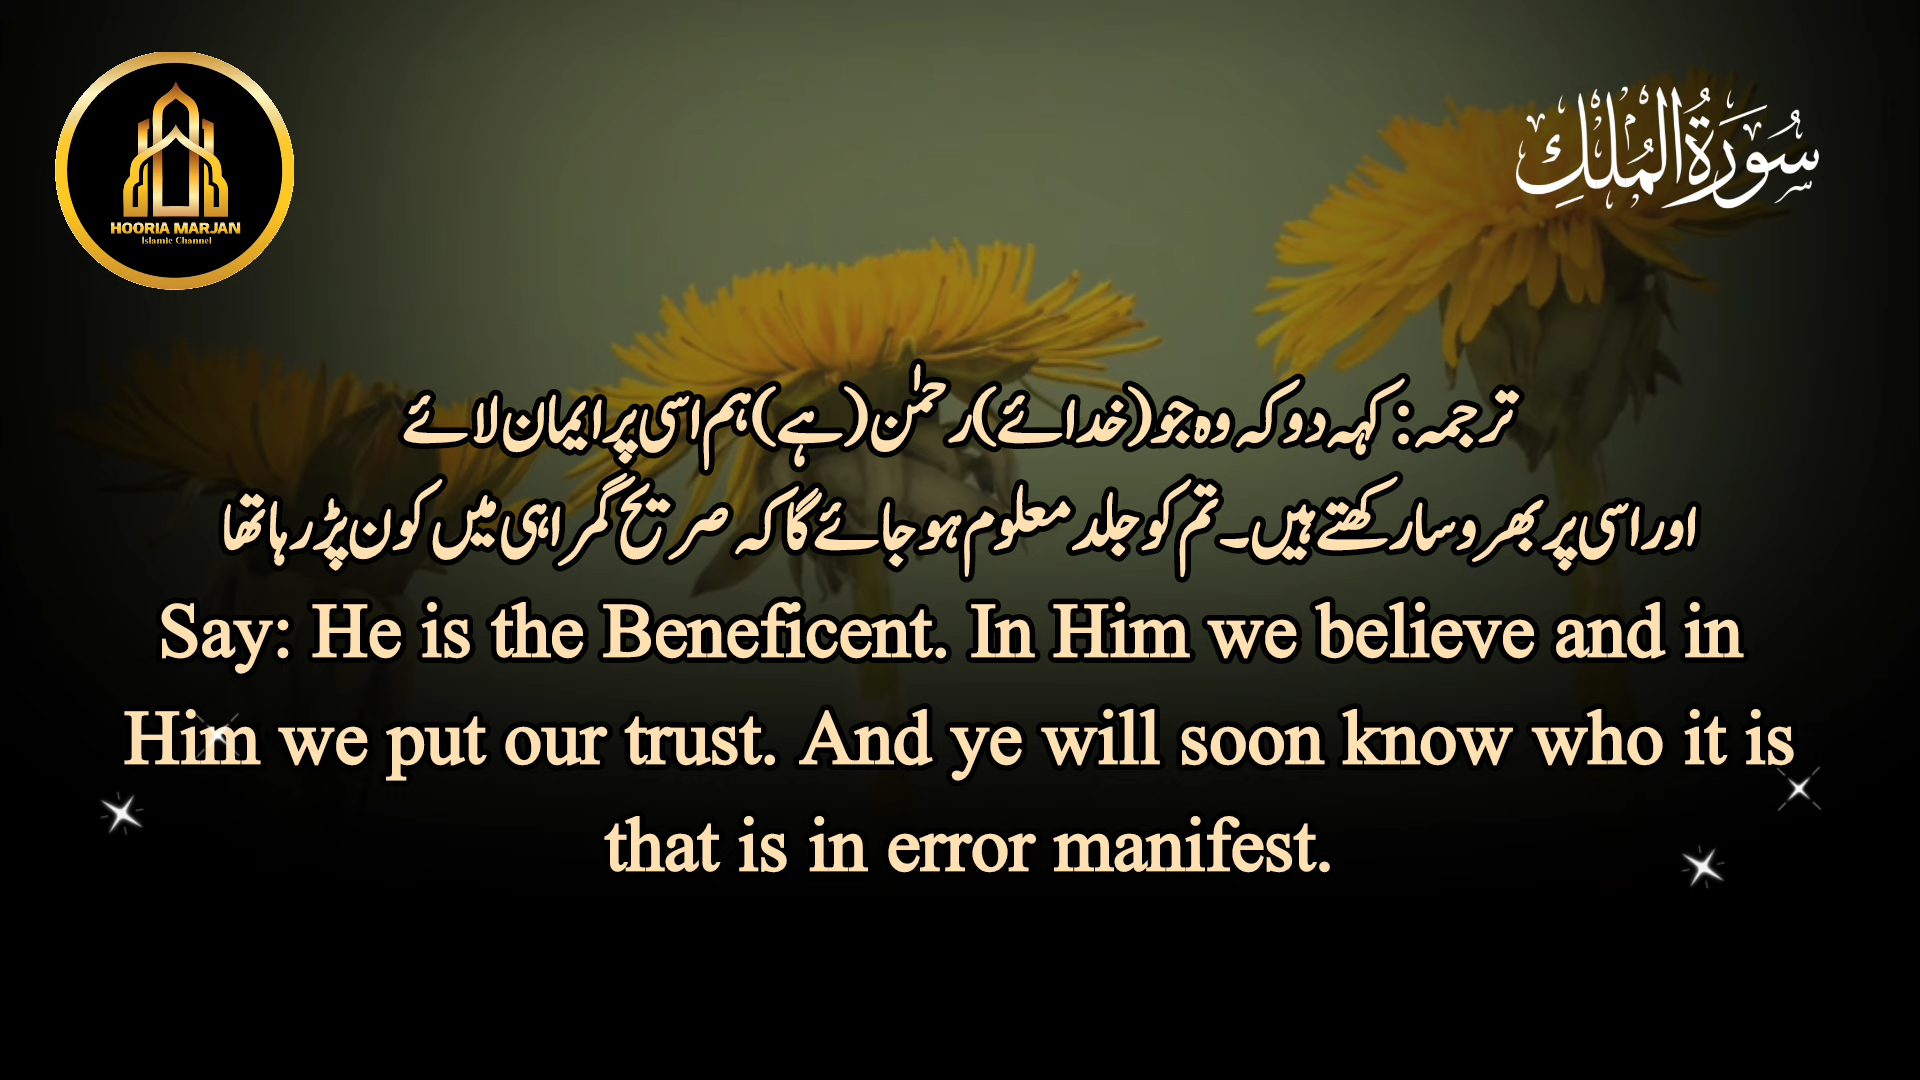 HOORIA MARJAN
Islamic Channel
سُورَةُ الْمُلْكِ
ترجمہ: کہہ دو کہ وہ جو (خدائے) رحمٰن (ہے) ہم اسی پر ایمان لائے
اور اسی پر بھروسا رکھتے ہیں۔ تم کو جلد معلوم ہو جائے گا کہ صریح گمراہی میں کون پڑ رہا تھا
Say: He is the Beneficent. In Him we believe and in
Him we put our trust. And ye will soon know who it is
that is in error manifest.